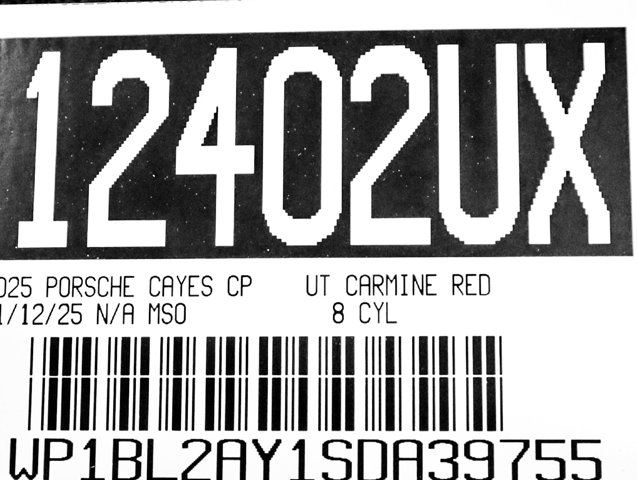 12402UX
025 PORSCHE CAYES CP UT CARMINE RED
1/12/25 N/A MSO 8 CYL
WP1BL2AY1SDA39755